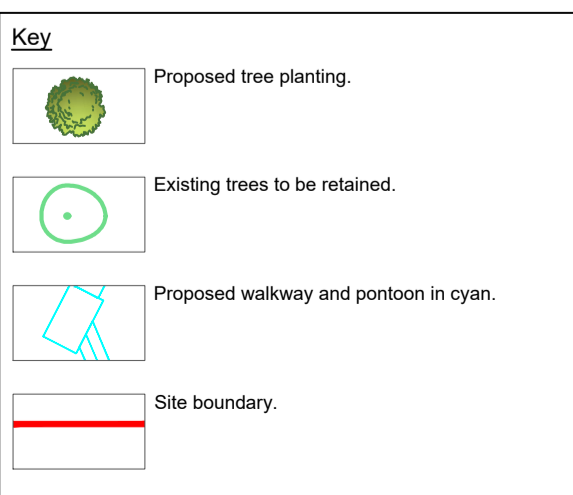 Key
Proposed tree planting.
Existing trees to be retained.
Proposed walkway and pontoon in cyan.
Site boundary.